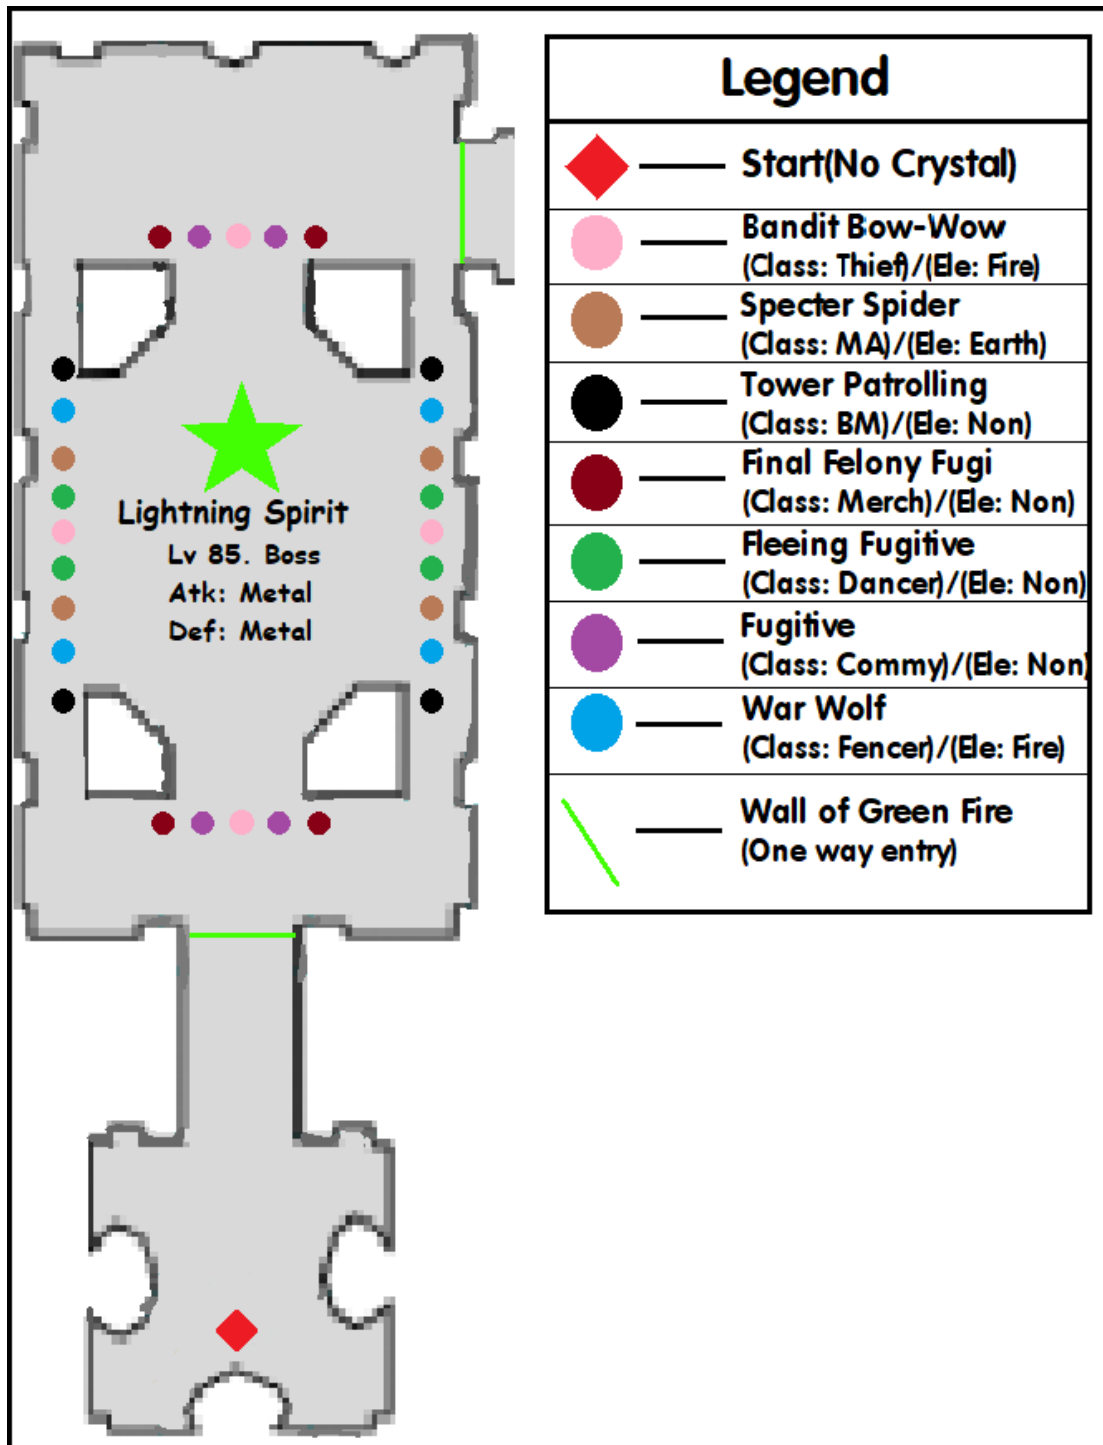 Legend
Start(No Crystal)
Bandit Bow-Wow
(Class: Thief)/(Ele: Fire)
Specter Spider
(Class: MA)/(Ele: Earth)
Tower Patrolling
(Class: BM)/(Ele: Non)
Final Felony Fugi
(Class: Merch)/(Ele: Non)
Fleeing Fugitive
(Class: Dancer)/(Ele: Non)
Fugitive
(Class: Commy)/(Ele: Non)
War Wolf
(Class: Fencer)/(Ele: Fire)
Wall of Green Fire
(One way entry)
Lightning Spirit
Lv 85. Boss
Atk: Metal
Def: Metal